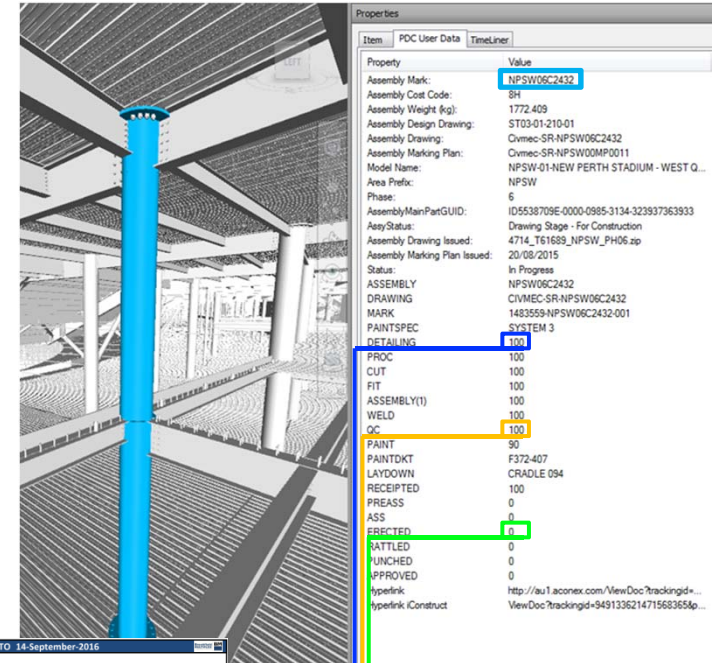 Properties
Item PDC User Data TimeLiner
Property Value
Assembly Mark: NPSW06C2432
Assembly Cost Code: 8H
Assembly Weight (kg): 1772.409
Assembly Design Drawing: ST03-01-210-01
Assembly Drawing: Civmec-SR-NPSW06C2432
Assembly Marking Plan: Civmec-SR-NPSW00MP0011
Model Name: NPSW-01-NEW PERTH STADIUM - WEST Q...
Area Prefix: NPSW
Phase: 6
AssemblyMainPartGUID: ID5538709E-0000-0985-3134-323937363933
AssyStatus: Drawing Stage - For Construction
Assembly Drawing Issued: 4714_T61689_NPSW_PH06.zip
Assembly Marking Plan Issued: 20/08/2015
Status: In Progress
ASSEMBLY NPSW06C2432
DRAWING CIVMEC-SR-NPSW06C2432
MARK 1483559-NPSW06C2432-001
PAINTSPEC SYSTEM 3
DETAILING 100
PROC 100
CUT 100
FIT 100
ASSEMBLY(1) 100
WELD 100
QC 100
PAINT 90
PAINTDKT F372-407
LAYDOWN CRADLE 094
RECEIPTED 100
PREASS 0
ASS 0
ERECTED 0
RATTLED 0
PUNCHED 0
APPROVED 0
Hyperlink http://au1.aconex.com/ViewDoc?trackingid=...
Hyperlink iConstruct ViewDoc?trackingid=949133621471568365&p...
LEFT
TO 14-September-2016